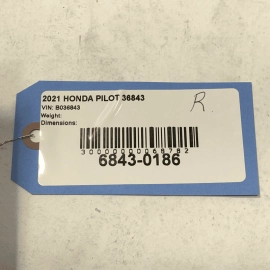 2021 HONDA PILOT 36843
VIN: B036843
Weight:
Dimensions:
R
30000000068782
6843-0186